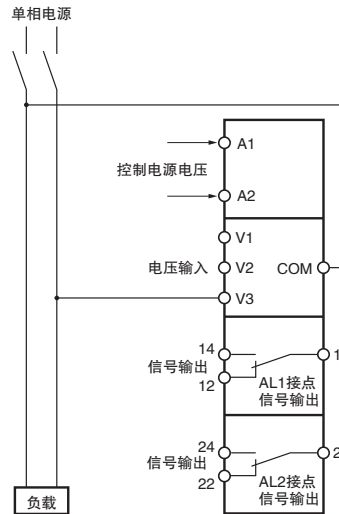 单相电源
A1
控制电源电压
A2
V1
电压输入
V2
COM
V3
14
1
信号输出
12
AL1接点
信号输出
24
2
信号输出
22
AL2接点
信号输出
负载